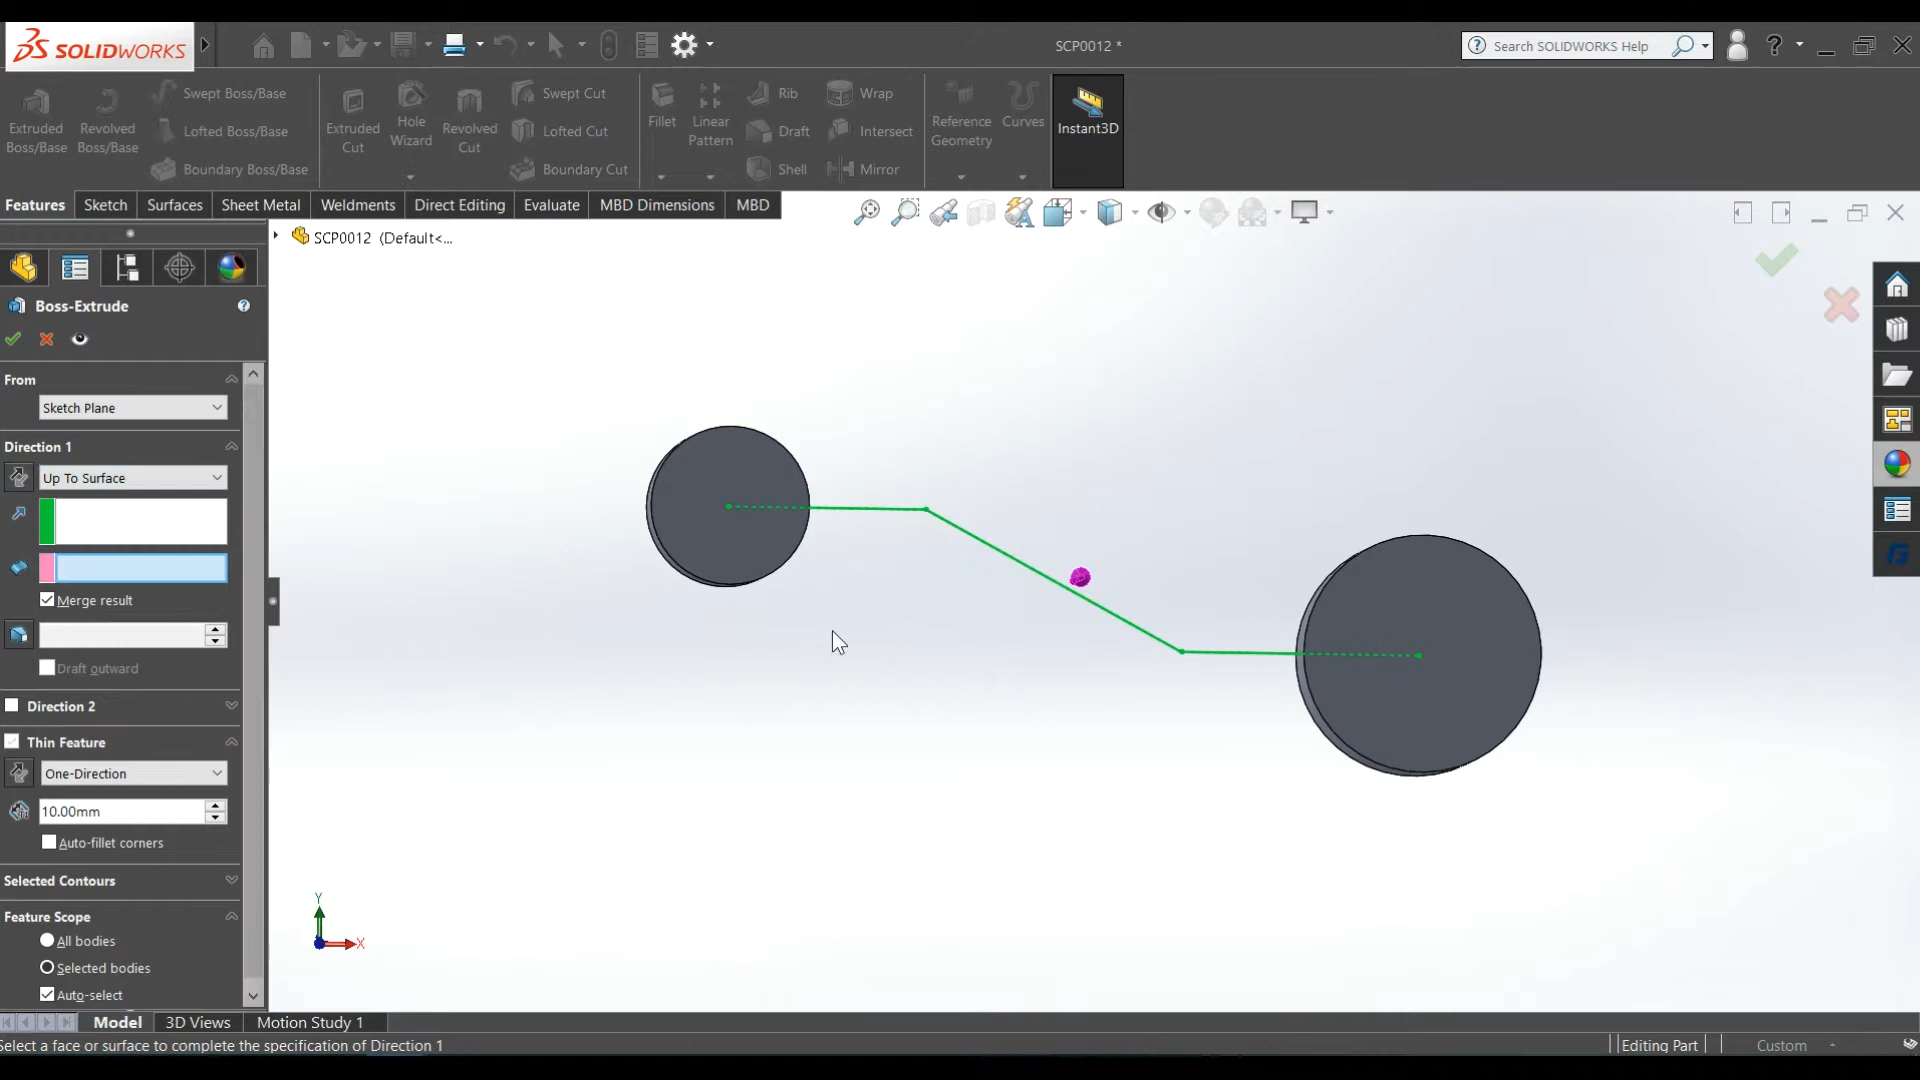 SOLIDWORKS
SCP0012 *
Search SOLIDWORKS Help
Extruded Boss/Base
Revolved Boss/Base
Swept Boss/Base
Lofted Boss/Base
Boundary Boss/Base
Extruded Cut
Hole Wizard
Revolved Cut
Swept Cut
Lofted Cut
Boundary Cut
Fillet
Linear Pattern
Rib
Draft
Shell
Wrap
Intersect
Mirror
Reference Geometry
Curves
Instant3D
Features
Sketch
Surfaces
Sheet Metal
Weldments
Direct Editing
Evaluate
MBD Dimensions
MBD
SCP0012 (Default<...
Boss-Extrude
From
Sketch Plane
Direction 1
Up To Surface
Merge result
Draft outward
Direction 2
Thin Feature
One-Direction
10.00mm
Auto-fillet corners
Selected Contours
Feature Scope
All bodies
Selected bodies
Auto-select
Y
X
Model
3D Views
Motion Study 1
Select a face or surface to complete the specification of Direction 1
Editing Part
Custom